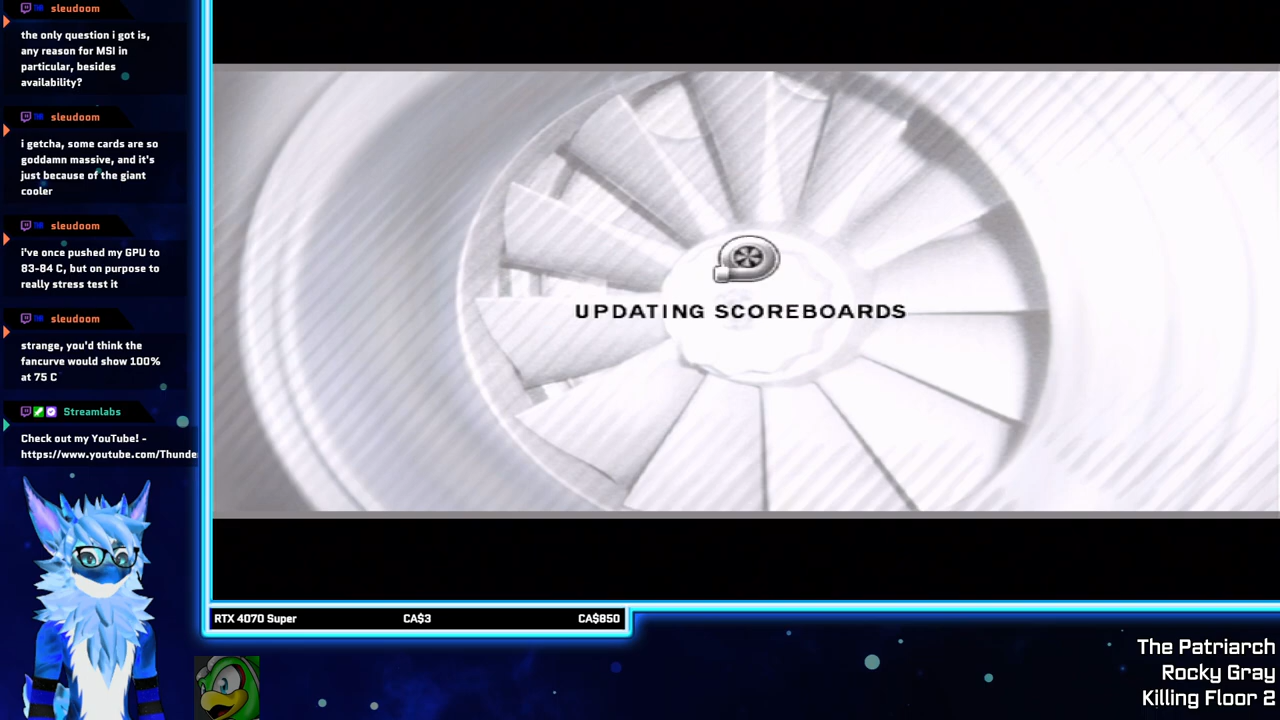 sleudoom
the only question i got is,
any reason for MSI in
particular, besides
availability?
sleudoom
i getcha, some cards are so
goddamn massive, and it's
just because of the giant
cooler
sleudoom
i've once pushed my GPU to
83-84 C, but on purpose to
really stress test it
sleudoom
strange, you'd think the
fancurve would show 100%
at 75 C
Streamlabs
Check out my YouTube! -
https://www.youtube.com/Thunde
UPDATING SCOREBOARDS
RTX 4070 Super CA$3 CA$850
The Patriarch
Rocky Gray
Killing Floor 2